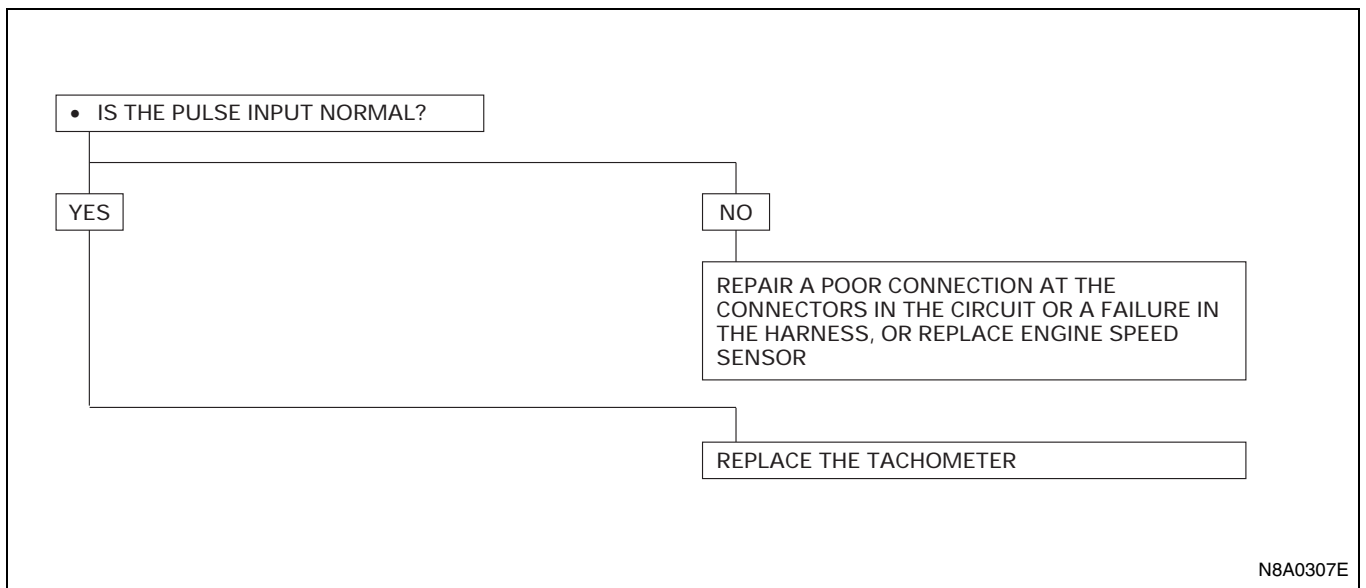 • IS THE PULSE INPUT NORMAL?
YES
NO
REPAIR A POOR CONNECTION AT THE
CONNECTORS IN THE CIRCUIT OR A FAILURE IN
THE HARNESS, OR REPLACE ENGINE SPEED
SENSOR
REPLACE THE TACHOMETER
N8A0307E